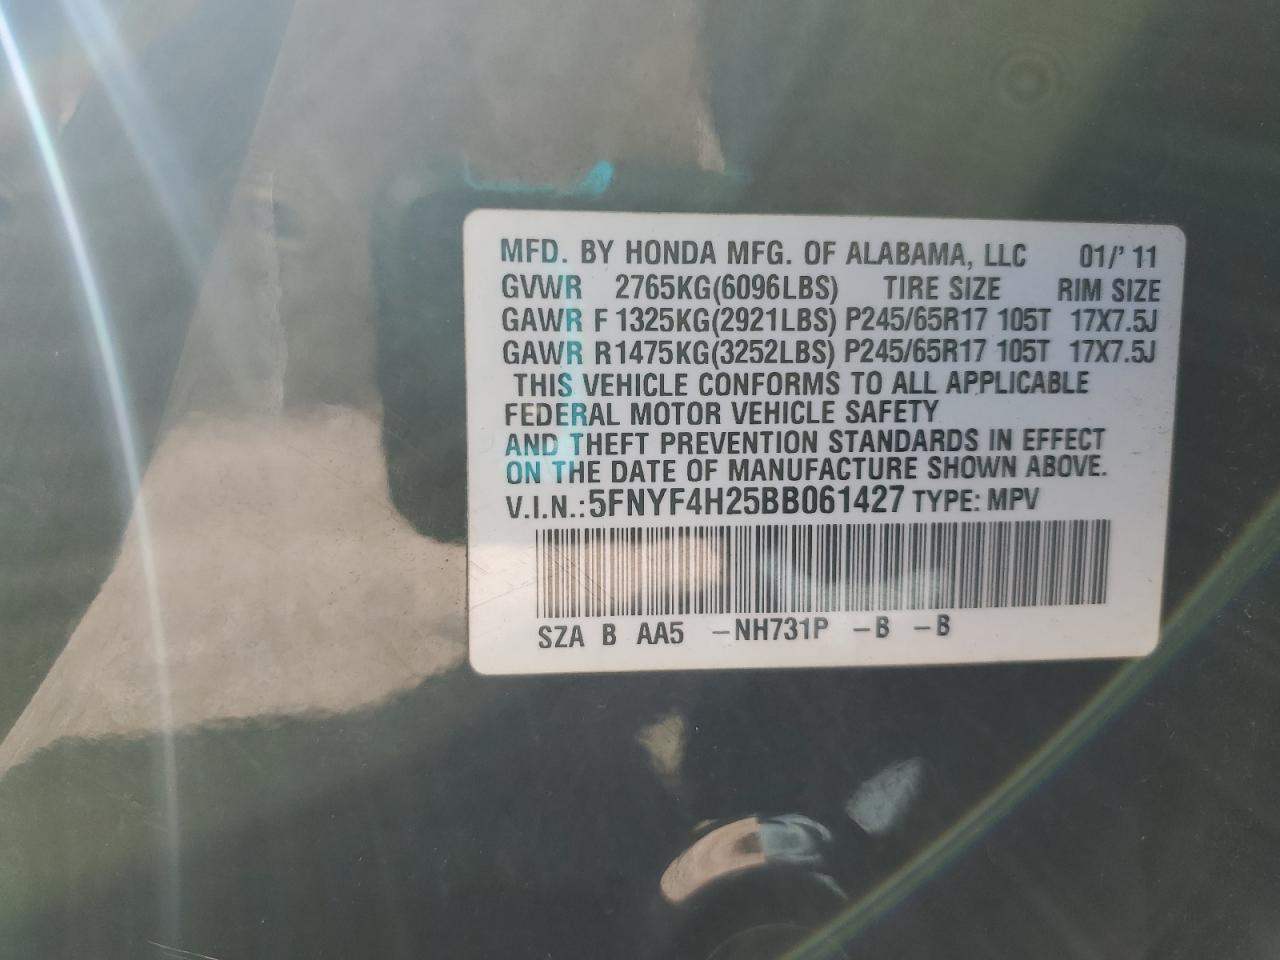 MFD. BY HONDA MFG. OF ALABAMA, LLC 01/'11
GVWR 2765KG(6096LBS) TIRE SIZE RIM SIZE
GAWR F 1325KG(2921LBS) P245/65R17 105T 17X7.5J
GAWR R1475KG(3252LBS) P245/65R17 105T 17X7.5J
THIS VEHICLE CONFORMS TO ALL APPLICABLE
FEDERAL MOTOR VEHICLE SAFETY
AND THEFT PREVENTION STANDARDS IN EFFECT
ON THE DATE OF MANUFACTURE SHOWN ABOVE.
V.I.N.:5FNYF4H25BB061427 TYPE: MPV
SZA B AA5 -NH731P -B -B